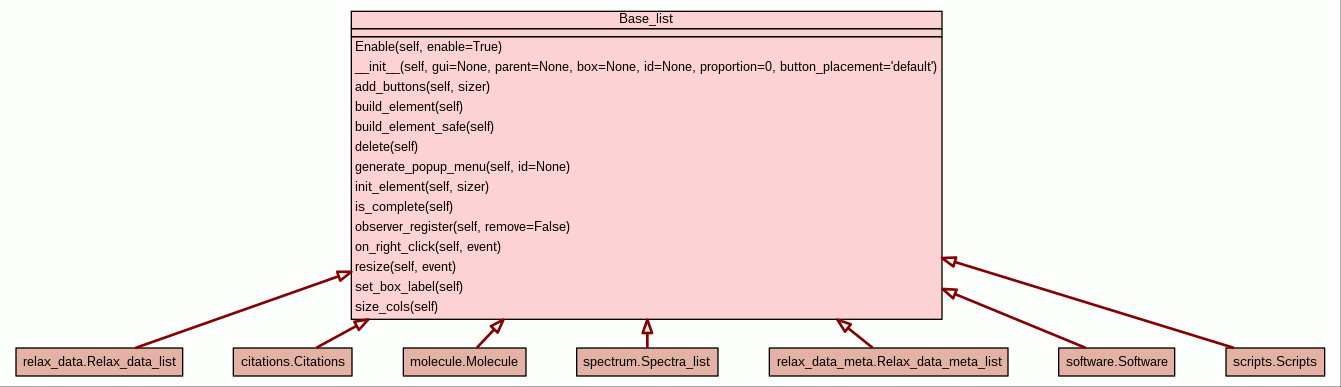 Base_list
Enable(self, enable=True)
__init__(self, gui=None, parent=None, box=None, id=None, proportion=0, button_placement='default')
add_buttons(self, sizer)
build_element(self)
build_element_safe(self)
delete(self)
generate_popup_menu(self, id=None)
init_element(self, sizer)
is_complete(self)
observer_register(self, remove=False)
on_right_click(self, event)
resize(self, event)
set_box_label(self)
size_cols(self)
relax_data.Relax_data_list
citations.Citations
molecule.Molecule
spectrum.Spectra_list
relax_data_meta.Relax_data_meta_list
software.Software
scripts.Scripts